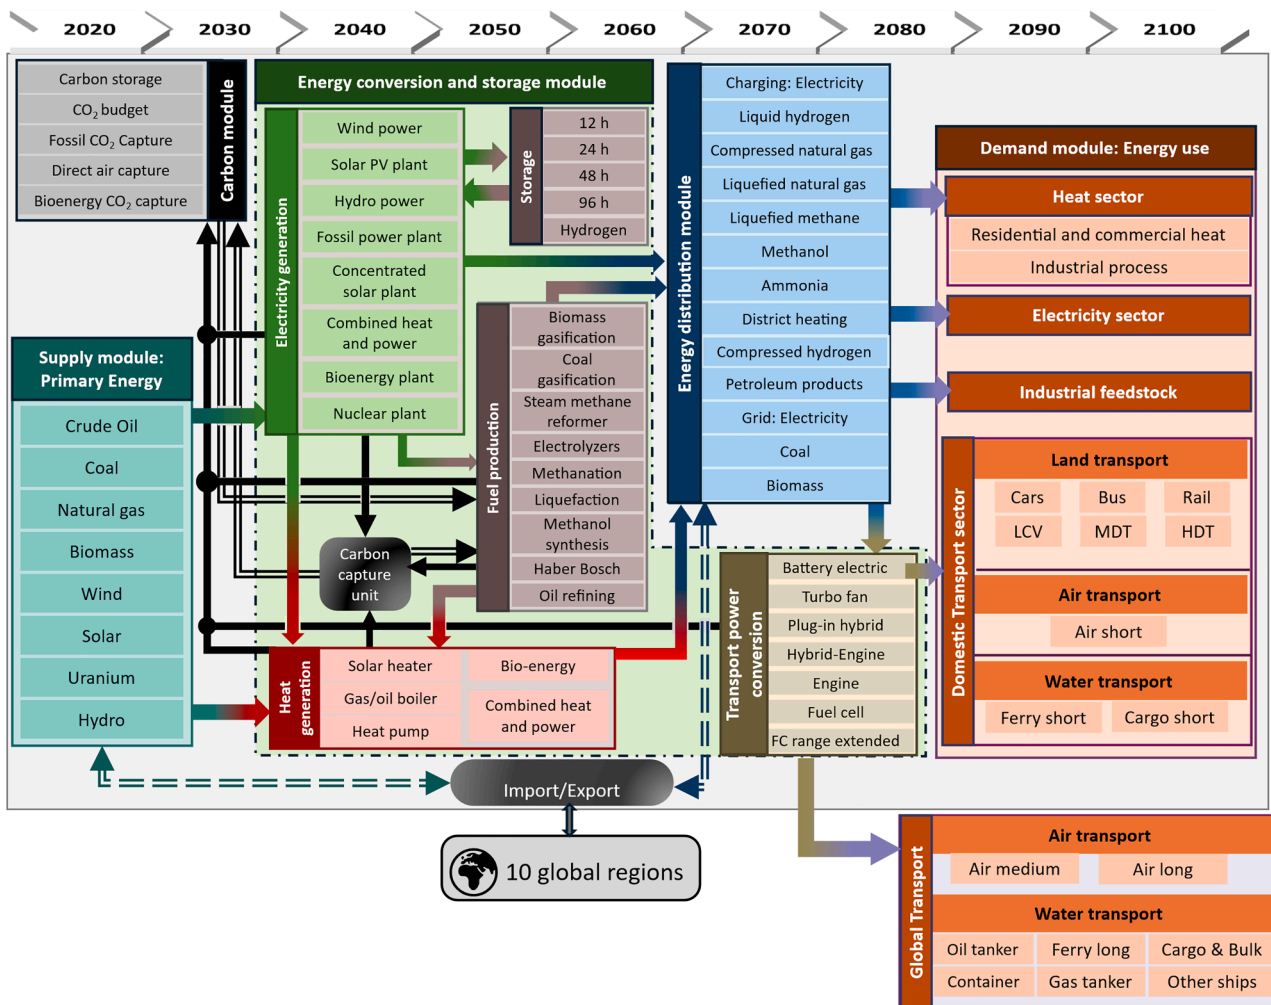 2020 2030 2040 2050 2060 2070 2080 2090 2100
Carbon storage
CO₂ budget
Fossil CO₂ Capture
Direct air capture
Bioenergy CO₂ capture
Carbon module
Energy conversion and storage module
Electricity generation
Wind power
Solar PV plant
Hydro power
Fossil power plant
Concentrated
solar plant
Combined heat
and power
Bioenergy plant
Nuclear plant
Storage
12 h
24 h
48 h
96 h
Hydrogen
Fuel production
Biomass
gasification
Coal
gasification
Steam methane
reformer
Electrolyzers
Methanation
Liquefaction
Methanol
synthesis
Haber Bosch
Oil refining
Carbon
capture
unit
Heat
generation
Solar heater
Gas/oil boiler
Heat pump
Bio-energy
Combined heat
and power
Supply module:
Primary Energy
Crude Oil
Coal
Natural gas
Biomass
Wind
Solar
Uranium
Hydro
Energy distribution module
Charging: Electricity
Liquid hydrogen
Compressed natural gas
Liquefied natural gas
Liquefied methane
Methanol
Ammonia
District heating
Compressed hydrogen
Petroleum products
Grid: Electricity
Coal
Biomass
Transport power
conversion
Battery electric
Turbo fan
Plug-in hybrid
Hybrid-Engine
Engine
Fuel cell
FC range extended
Demand module: Energy use
Heat sector
Residential and commercial heat
Industrial process
Electricity sector
Industrial feedstock
Domestic Transport sector
Land transport
Cars Bus Rail
LCV MDT HDT
Air transport
Air short
Water transport
Ferry short Cargo short
Import/Export
10 global regions
Global Transport
Air transport
Air medium Air long
Water transport
Oil tanker Ferry long Cargo & Bulk
Container Gas tanker Other ships